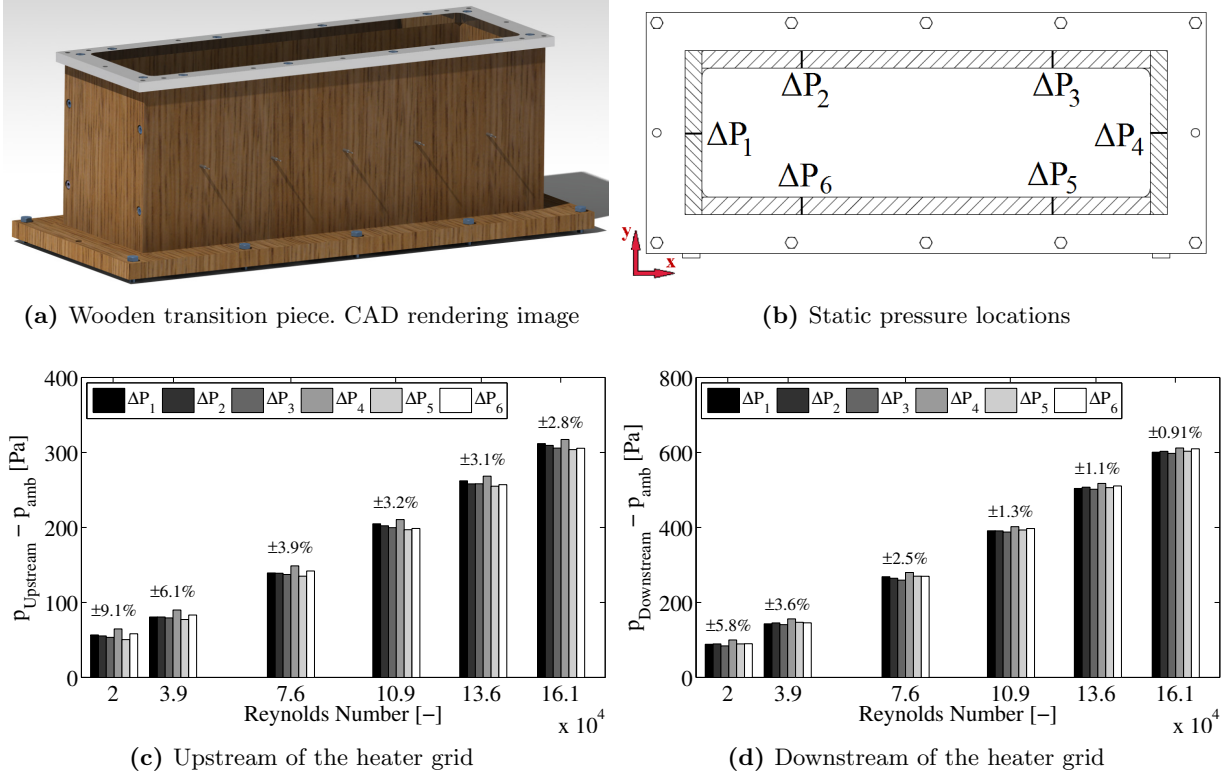 ΔP2
ΔP3
ΔP1
ΔP4
ΔP6
ΔP5
y
x
(a) Wooden transition piece. CAD rendering image
(b) Static pressure locations
400
300
200
100
0
pUpstream − pamb [Pa]
ΔP1 ΔP2 ΔP3 ΔP4 ΔP5 ΔP6
±9.1%
±6.1%
±3.9%
±3.2%
±3.1%
±2.8%
2 3.9 7.6 10.9 13.6 16.1
Reynolds Number [−]
x 10^4
(c) Upstream of the heater grid
800
600
400
200
0
pDownstream − pamb [Pa]
ΔP1 ΔP2 ΔP3 ΔP4 ΔP5 ΔP6
±5.8%
±3.6%
±2.5%
±1.3%
±1.1%
±0.91%
2 3.9 7.6 10.9 13.6 16.1
Reynolds Number [−]
x 10^4
(d) Downstream of the heater grid